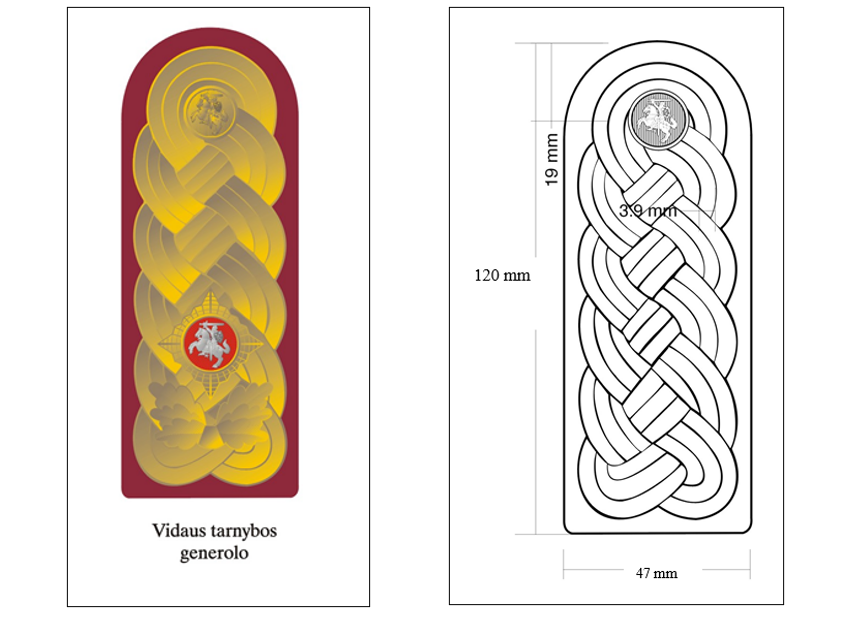 Vidaus tarnybos
generolo
19 mm
3.9 mm
120 mm
47 mm